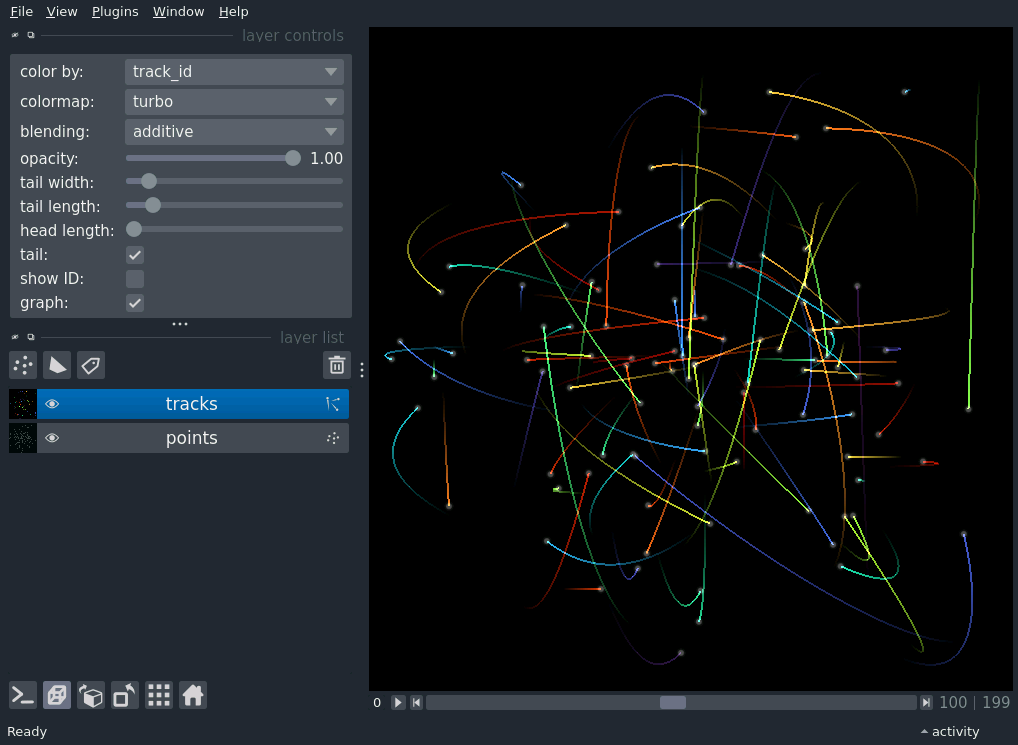 File View Plugins Window Help
layer controls
color by: track_id
colormap: turbo
blending: additive
opacity: 1.00
tail width:
tail length:
head length:
tail:
show ID:
graph:
layer list
tracks
points
0 100 | 199
Ready activity